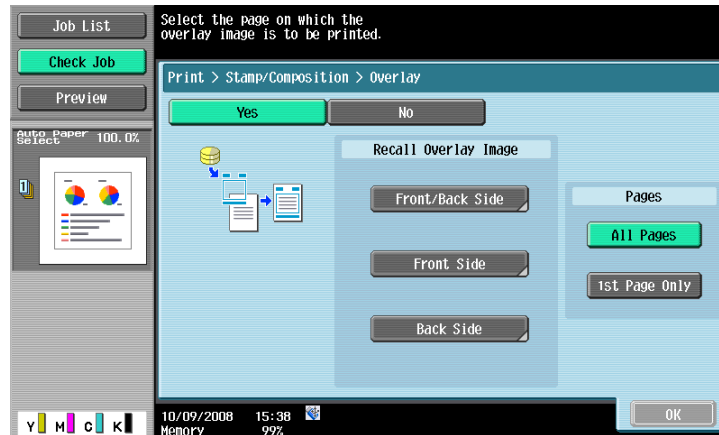 Job List
Check Job
Preview
Select the page on which the
overlay image is to be printed.
Print > Stamp/Composition > Overlay
Yes
No
Auto Paper
Select
100.0%
1
Recall Overlay Image
Front/Back Side
Front Side
Back Side
Pages
All Pages
1st Page Only
OK
Y M C K
10/09/2008 15:38
Memory 99%